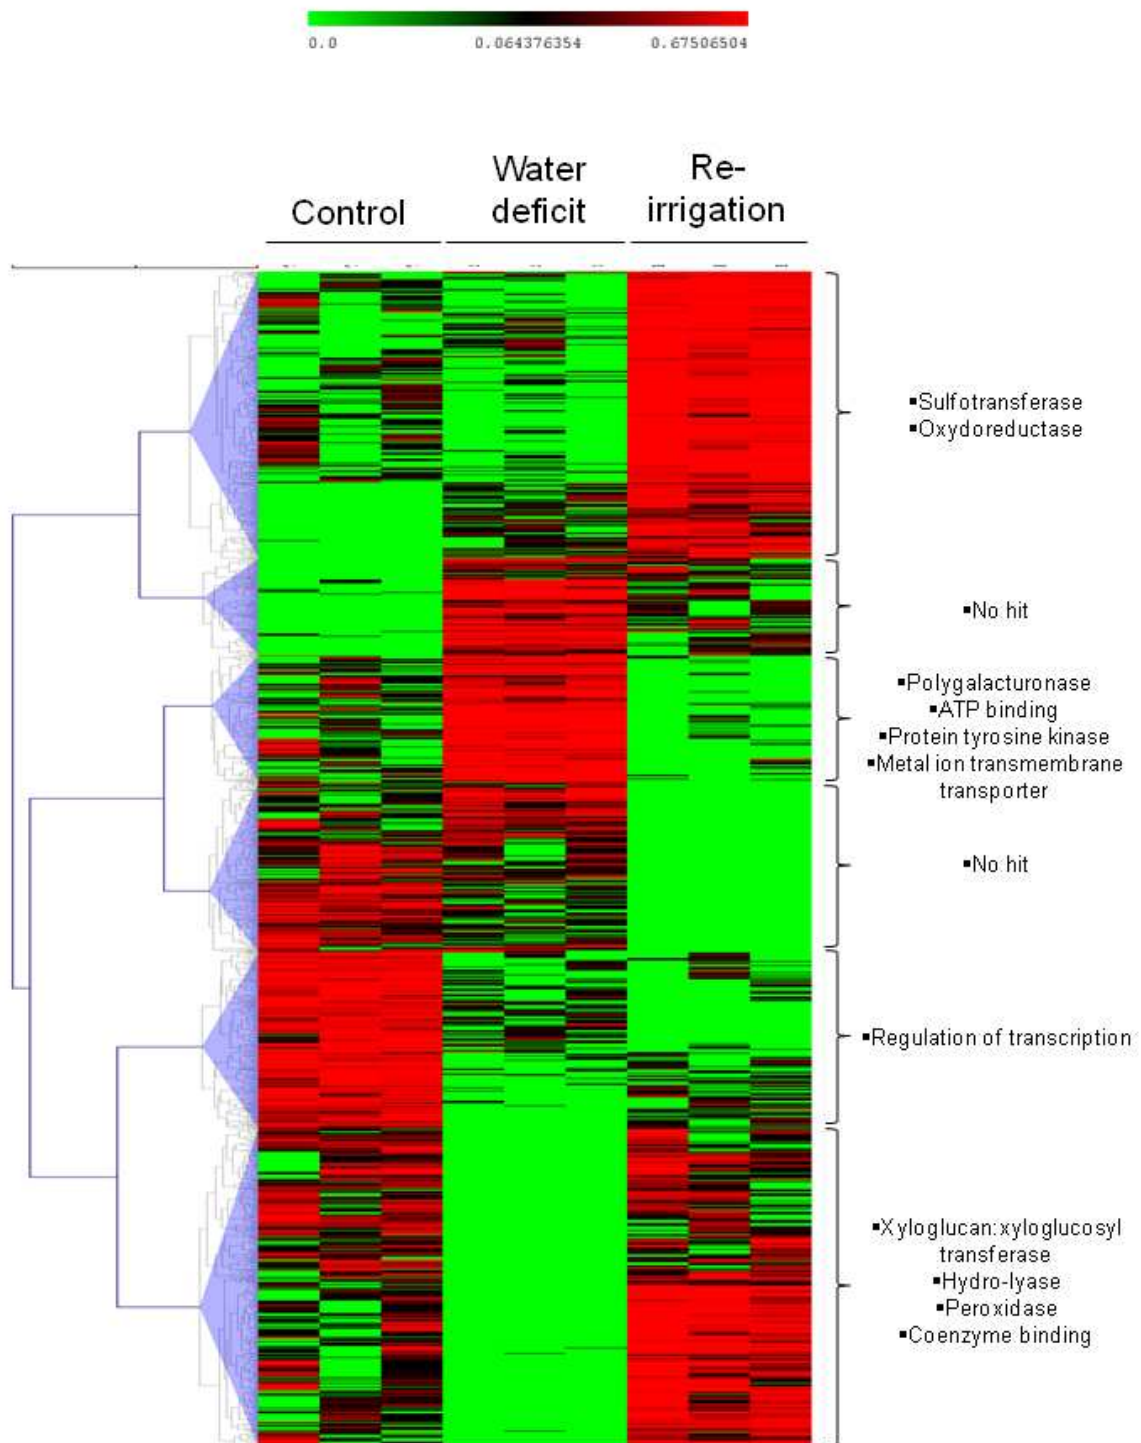 0.0 0.064376354 0.67506504
Control
Water
deficit
Re-
irrigation
▪Sulfotransferase
▪Oxydoreductase
▪No hit
▪Polygalacturonase
▪ATP binding
▪Protein tyrosine kinase
▪Metal ion transmembrane
transporter
▪No hit
▪Regulation of transcription
▪Xyloglucan:xyloglucosyl
transferase
▪Hydro-lyase
▪Peroxidase
▪Coenzyme binding